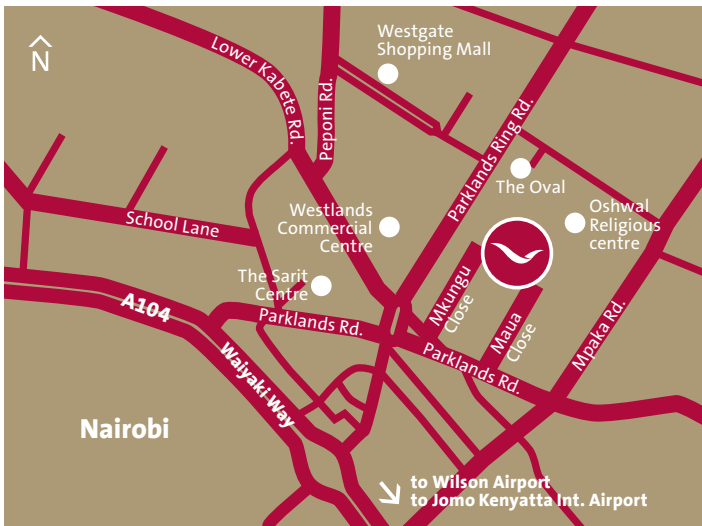 Westgate
Shopping Mall
N
Lower Kabete Rd.
Peponi Rd.
Parklands Ring Rd.
The Oval
School Lane
Westlands
Commercial
Centre
Oshwal
Religious
centre
The Sarit
Centre
A104
Parklands Rd.
Mkungu
Close
Maua
Close
Mpaka Rd.
Waiyaki Way
Parklands Rd.
Nairobi
to Wilson Airport
to Jomo Kenyatta Int. Airport